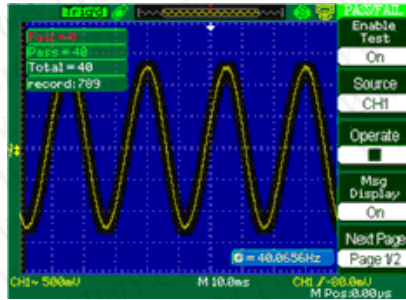 Trig'd
PASS/FAIL
Fail=0
Pass=40
Total=40
record:789
Enable
Test
On
Source
CH1
Operate
Msg
Display
On
Next Page
Page 1/2
= 40.0656Hz
CH1~ 500mV
M 10.0ms
CH1 /-80.0mV
M Pos:0.00µs